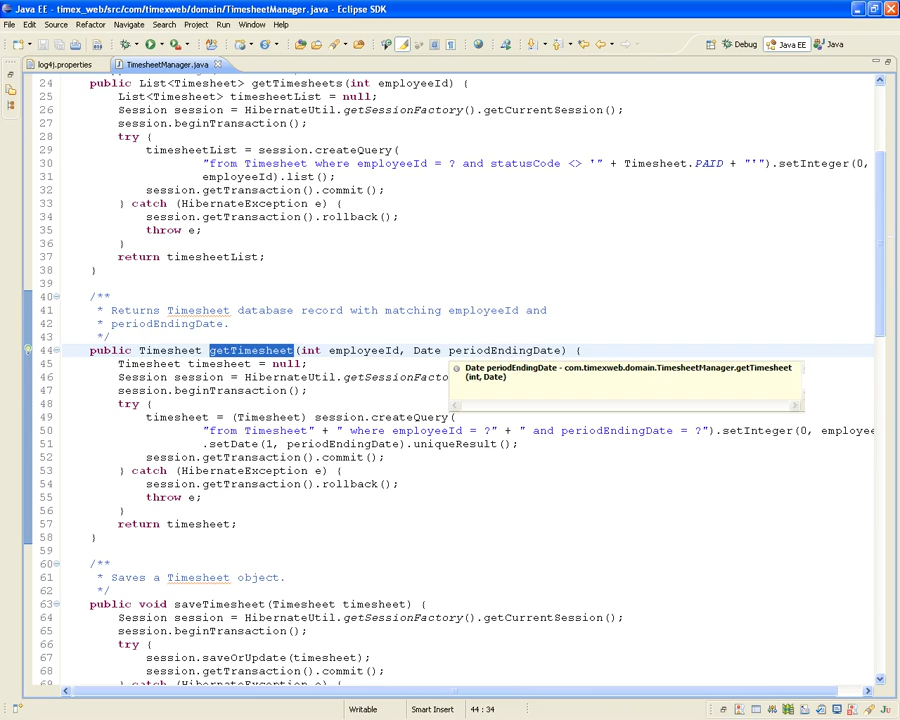 Java EE - timex_web/src/com/timexweb/domain/TimesheetManager.java - Eclipse SDK
File Edit Source Refactor Navigate Search Project Run Window Help
Debug Java EE Java
log4j.properties TimesheetManager.java
24 public List<Timesheet> getTimesheets(int employeeId) {
25 List<Timesheet> timesheetList = null;
26 Session session = HibernateUtil.getSessionFactory().getCurrentSession();
27 session.beginTransaction();
28 try {
29 timesheetList = session.createQuery(
30 "from Timesheet where employeeId = ? and statusCode <> '" + Timesheet.PAID + "'").setInteger(0,
31 employeeId).list();
32 session.getTransaction().commit();
33 } catch (HibernateException e) {
34 session.getTransaction().rollback();
35 throw e;
36 }
37 return timesheetList;
38 }
39
40 /**
41 * Returns Timesheet database record with matching employeeId and
42 * periodEndingDate.
43 */
44 public Timesheet getTimesheet(int employeeId, Date periodEndingDate) {
45 Timesheet timesheet = null;
46 Session session = HibernateUtil.getSessionFacto
47 session.beginTransaction();
Date periodEndingDate - com.timexweb.domain.TimesheetManager.getTimesheet
(int, Date)
48 try {
49 timesheet = (Timesheet) session.createQuery(
50 "from Timesheet" + " where employeeId = ?" + " and periodEndingDate = ?").setInteger(0, employee
51 .setDate(1, periodEndingDate).uniqueResult();
52 session.getTransaction().commit();
53 } catch (HibernateException e) {
54 session.getTransaction().rollback();
55 throw e;
56 }
57 return timesheet;
58 }
59
60 /**
61 * Saves a Timesheet object.
62 */
63 public void saveTimesheet(Timesheet timesheet) {
64 Session session = HibernateUtil.getSessionFactory().getCurrentSession();
65 session.beginTransaction();
66 try {
67 session.saveOrUpdate(timesheet);
68 session.getTransaction().commit();
Writable Smart Insert 44 : 34